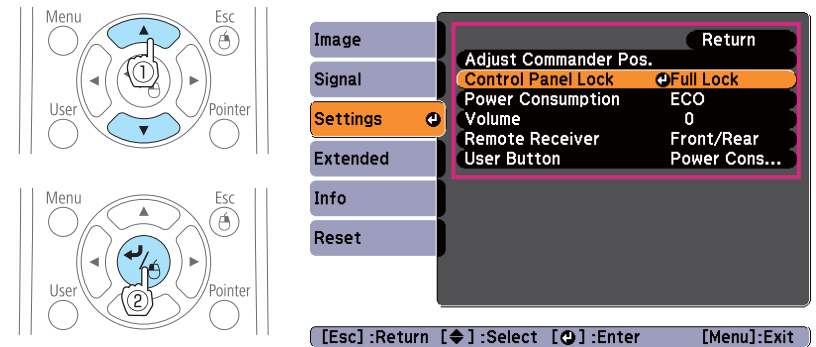 Menu Esc
①
User Pointer
Menu Esc
User Pointer
②
Image
Signal
Settings
Extended
Info
Reset
Return
Adjust Commander Pos.
Control Panel Lock Full Lock
Power Consumption ECO
Volume 0
Remote Receiver Front/Rear
User Button Power Cons...
[Esc] :Return [◆] :Select [⏎] :Enter [Menu]:Exit